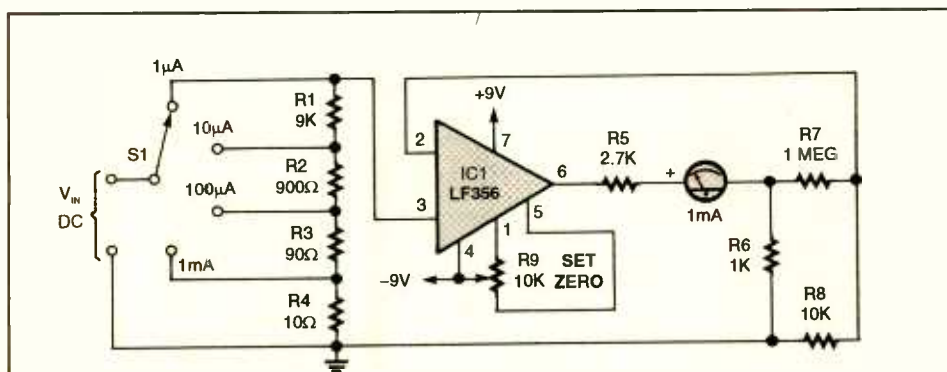 1μA
10μA
100μA
1mA
S1
V_IN
DC
R1
9K
R2
900Ω
R3
90Ω
R4
10Ω
+9V
2
7
3
6
IC1
LF356
4
1
5
-9V
R9
10K
SET
ZERO
R5
2.7K
+
1mA
R7
1 MEG
R6
1K
R8
10K